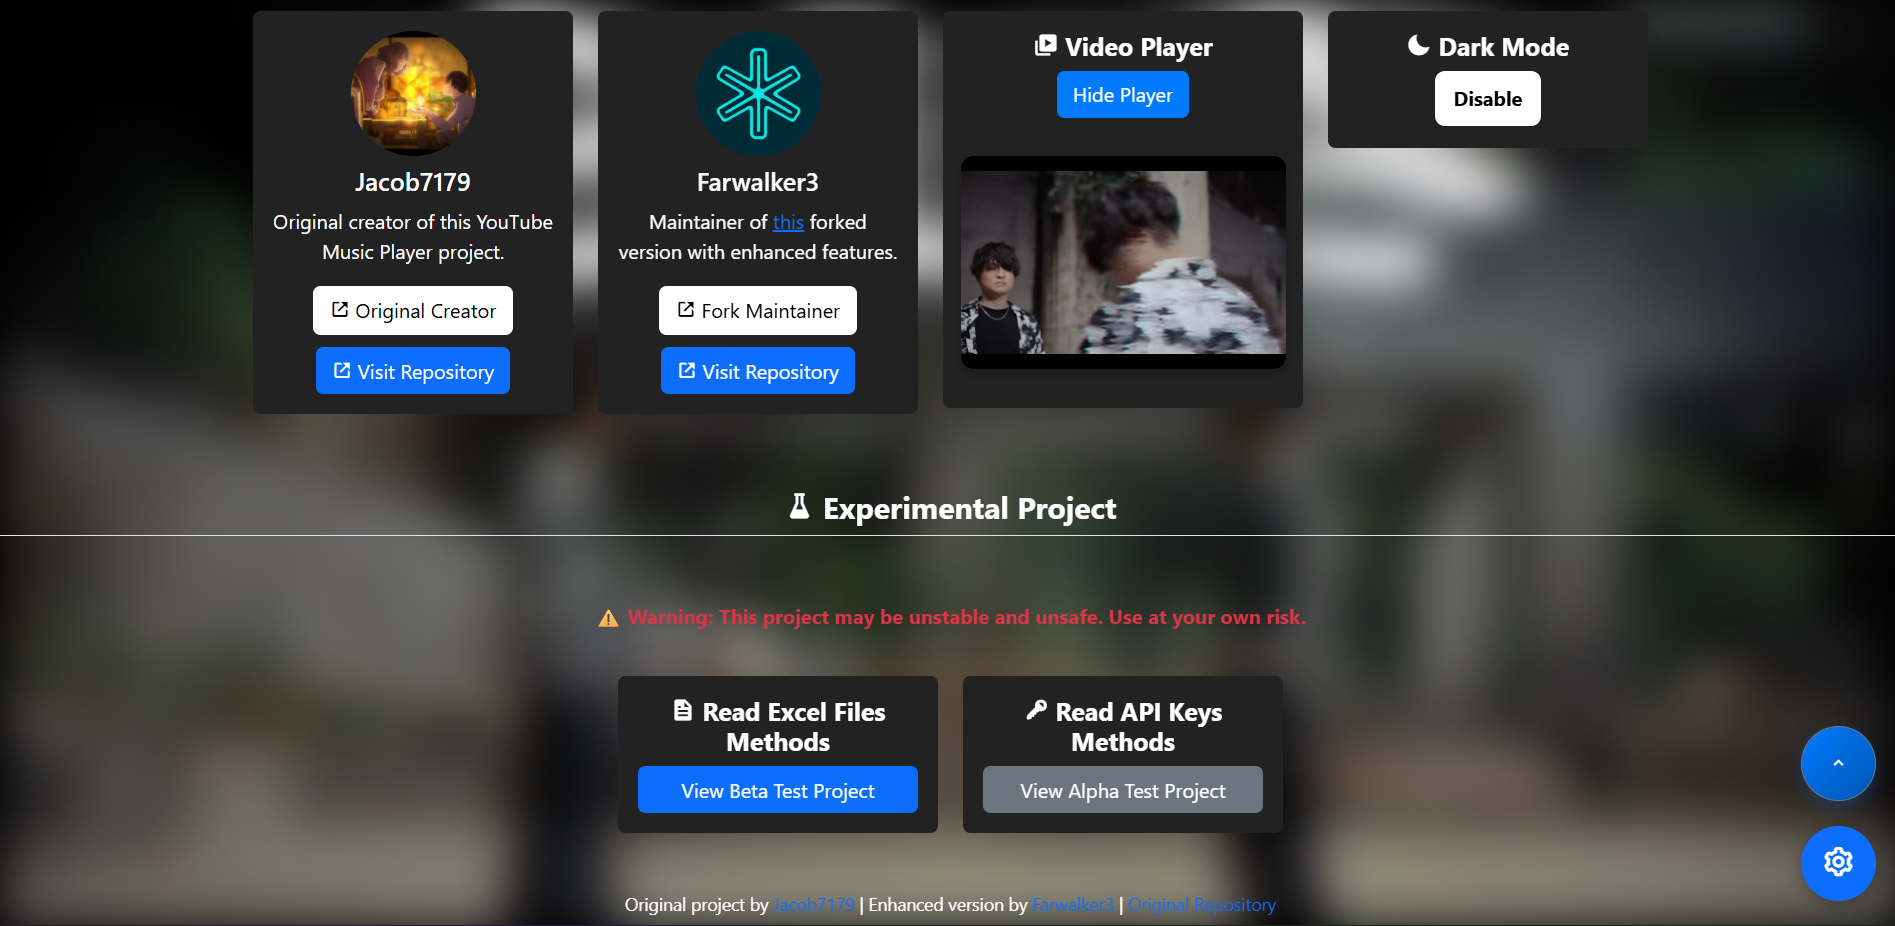 Jacob7179
Original creator of this YouTube
Music Player project.
Original Creator
Visit Repository
Farwalker3
Maintainer of this forked
version with enhanced features.
Fork Maintainer
Visit Repository
Video Player
Hide Player
Dark Mode
Disable
Experimental Project
⚠️ Warning: This project may be unstable and unsafe. Use at your own risk.
Read Excel Files
Methods
View Beta Test Project
Read API Keys
Methods
View Alpha Test Project
Original project by Jacob7179 | Enhanced version by Farwalker3 | Original Repository